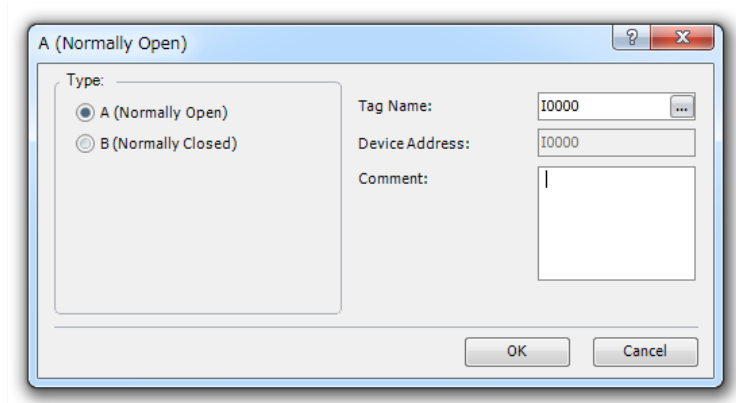 A (Normally Open)
Type:
A (Normally Open)
B (Normally Closed)
Tag Name:
I0000
...
Device Address:
I0000
Comment:
OK
Cancel